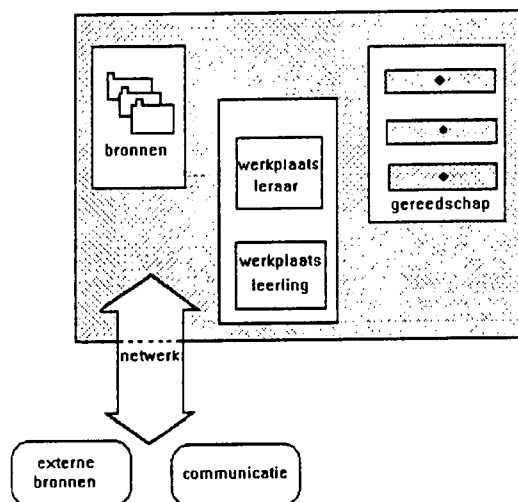 bronnen
werkplaats
leraar
werkplaats
leerling
gereedschap
netwerk
externe
bronnen
communicatie